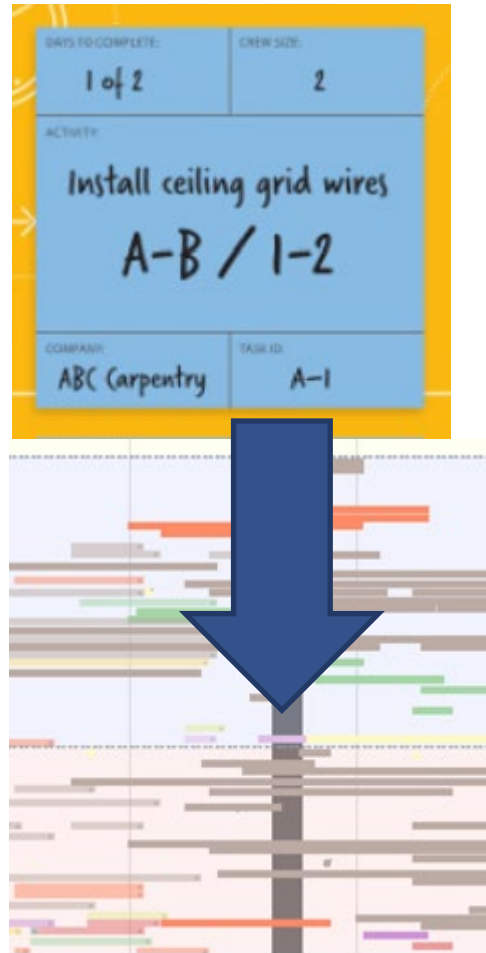 DAYS TO COMPLETE:
CREW SIZE:
1 of 2
2
ACTIVITY:
Install ceiling grid wires
A-B / 1-2
COMPANY:
TASK ID:
ABC Carpentry
A-1